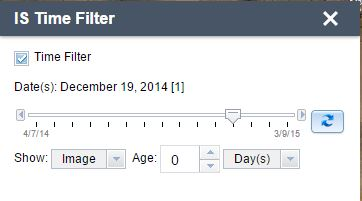 IS Time Filter
Time Filter
Date(s): December 19, 2014 [1]
4/7/14 3/9/15
Show: Image Age: 0 Day(s)